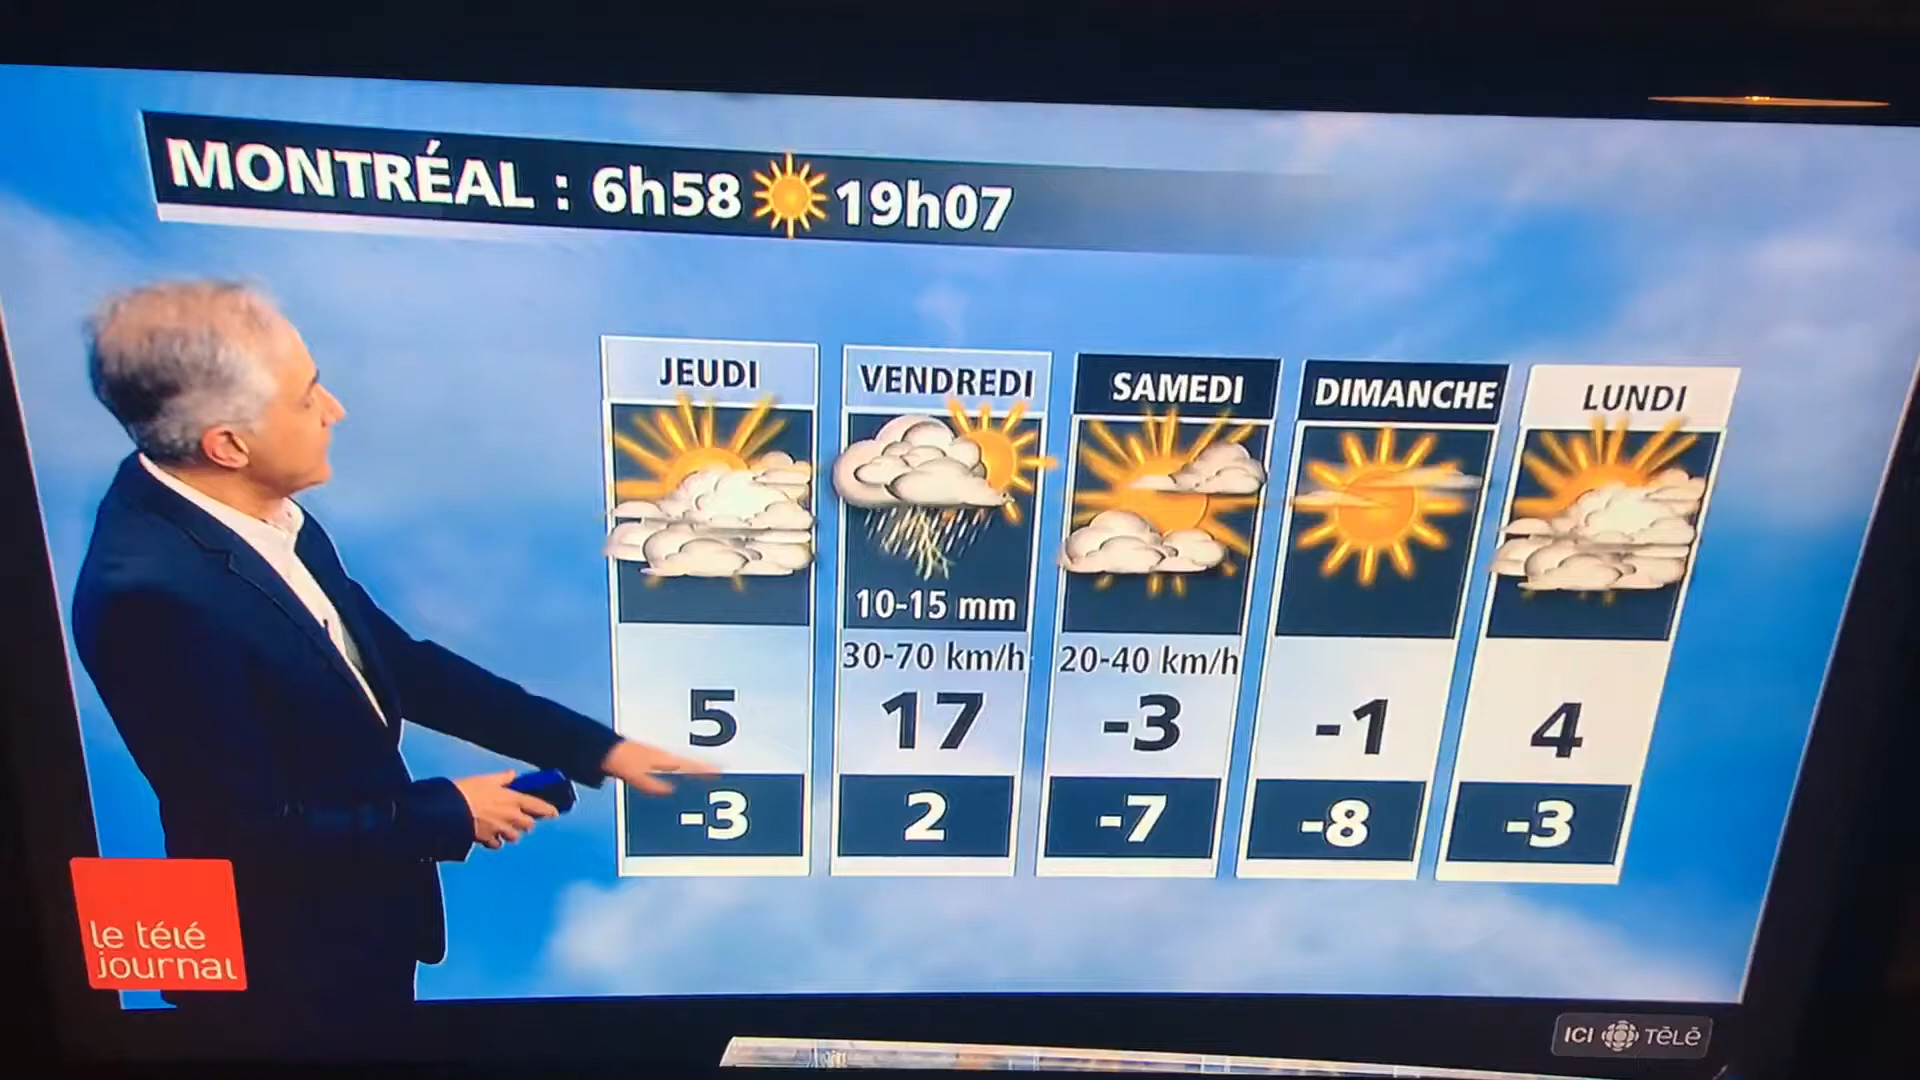 MONTRÉAL : 6h58 19h07
JEUDI VENDREDI SAMEDI DIMANCHE LUNDI
10-15 mm
30-70 km/h 20-40 km/h
5 17 -3 -1 4
-3 2 -7 -8 -3
le télé
journal
ICI TÉLÉ